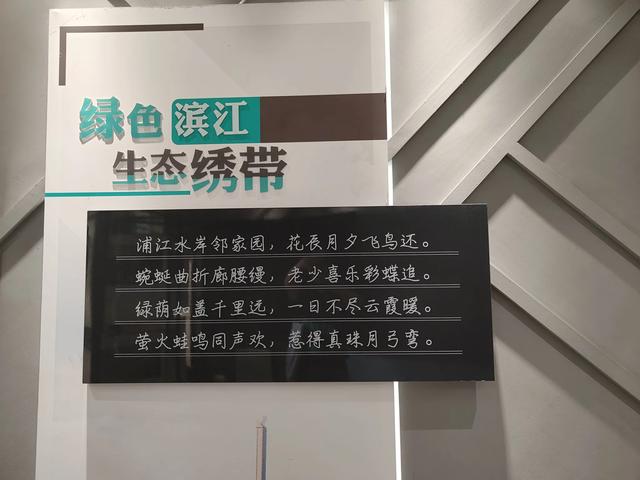 绿色滨江
生态绣带
浦江水岸邻家园，花辰月夕飞鸟还。
蜿蜒曲折廊腰缦，老少喜乐彩蝶追。
绿荫如盖千里远，一日不尽云霞暖。
萤火蛙鸣同声欢，惹得真珠月弓弯。